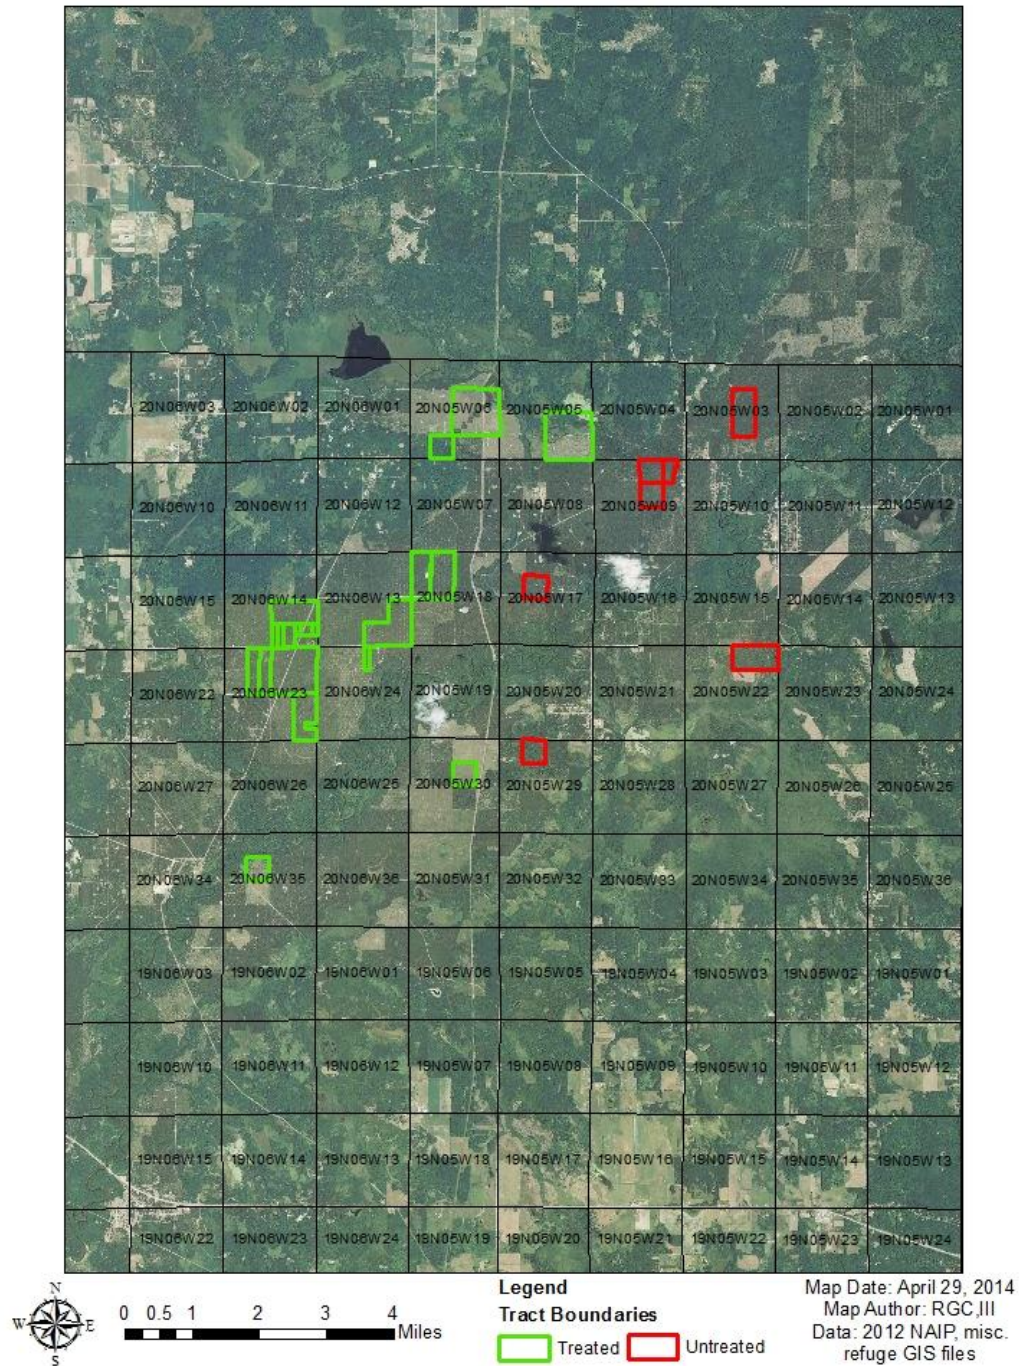 20N06W03 20N06W02 20N06W01 20N05W06 20N05W05 20N05W04 20N05W03 20N05W02 20N05W01
20N06W10 20N06W11 20N06W12 20N05W07 20N05W08 20N05W09 20N05W10 20N05W11 20N05W12
20N06W15 20N06W14 20N06W13 20N05W18 20N05W17 20N05W16 20N05W15 20N05W14 20N05W13
20N06W22 20N06W23 20N06W24 20N05W19 20N05W20 20N05W21 20N05W22 20N05W23 20N05W24
20N06W27 20N06W26 20N06W25 20N05W30 20N05W29 20N05W28 20N05W27 20N05W26 20N05W25
20N06W34 20N06W35 20N06W36 20N05W31 20N05W32 20N05W33 20N05W34 20N05W35 20N05W36
19N06W03 19N06W02 19N06W01 19N05W06 19N05W05 19N05W04 19N05W03 19N05W02 19N05W01
19N06W10 19N06W11 19N06W12 19N05W07 19N05W08 19N05W09 19N05W10 19N05W11 19N05W12
19N06W15 19N06W14 19N06W13 19N05W18 19N05W17 19N05W16 19N05W15 19N05W14 19N05W13
19N06W22 19N06W23 19N06W24 19N05W19 19N05W20 19N05W21 19N05W22 19N05W23 19N05W24
N
W E
S
0 0.5 1 2 3 4
Miles
Legend
Tract Boundaries
Treated Untreated
Map Date: April 29, 2014
Map Author: RGC,III
Data: 2012 NAIP, misc.
refuge GIS files